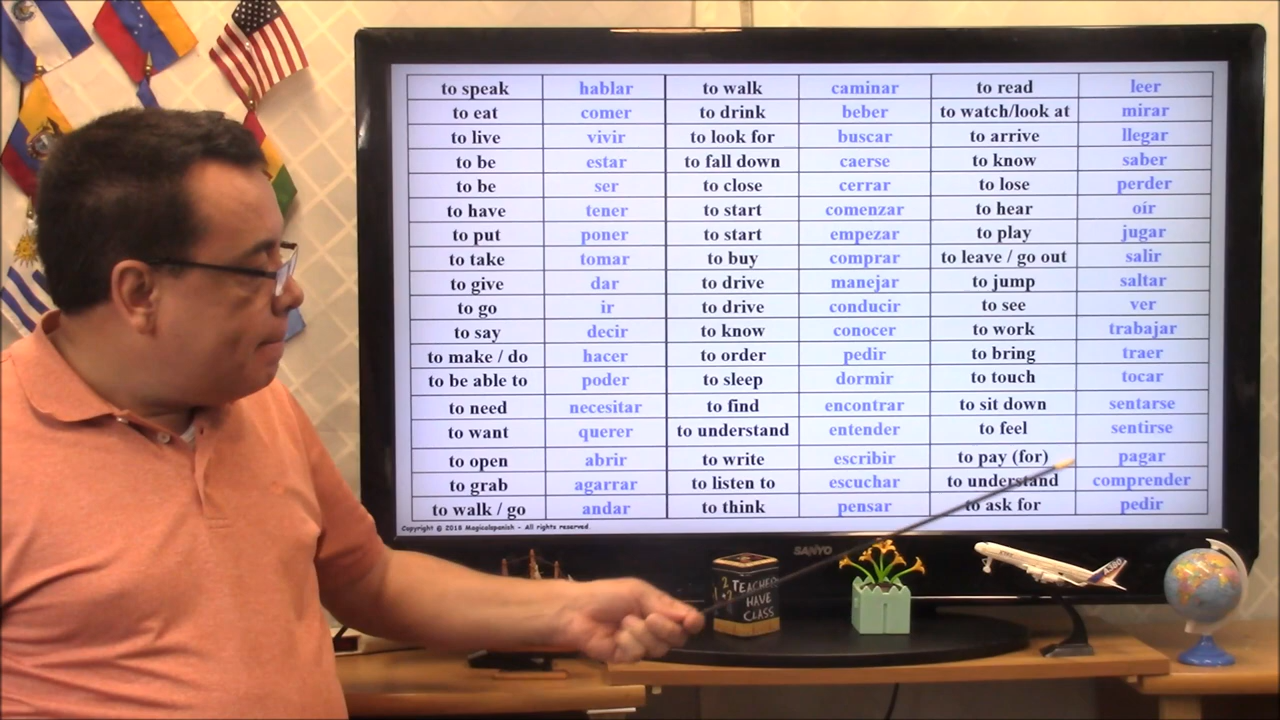 to speak hablar to walk caminar to read leer
to eat comer to drink beber to watch/look at mirar
to live vivir to look for buscar to arrive llegar
to be estar to fall down caerse to know saber
to be ser to close cerrar to lose perder
to have tener to start comenzar to hear oír
to put poner to start empezar to play jugar
to take tomar to buy comprar to leave / go out salir
to give dar to drive manejar to jump saltar
to go ir to drive conducir to see ver
to say decir to know conocer to work trabajar
to make / do hacer to order pedir to bring traer
to be able to poder to sleep dormir to touch tocar
to need necesitar to find encontrar to sit down sentarse
to want querer to understand entender to feel sentirse
to open abrir to write escribir to pay (for) pagar
to grab agarrar to listen to escuchar to understand comprender
to walk / go andar to think pensar to ask for pedir
Copyright © 2018 Magicalspanish - All rights reserved.
SANYO
TEACHERS
HAVE
CLASS
A380